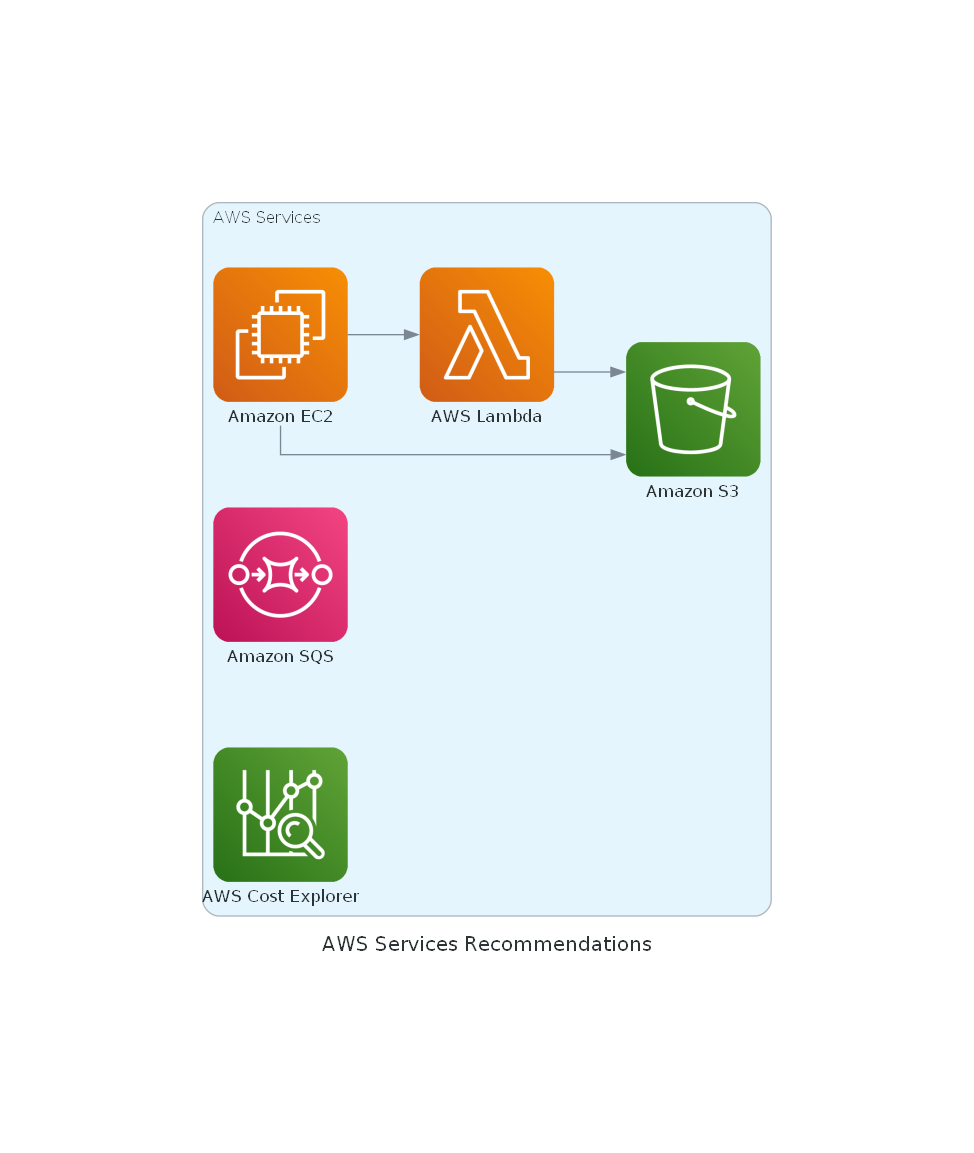 AWS Services
Amazon EC2
AWS Lambda
Amazon S3
Amazon SQS
AWS Cost Explorer
AWS Services Recommendations